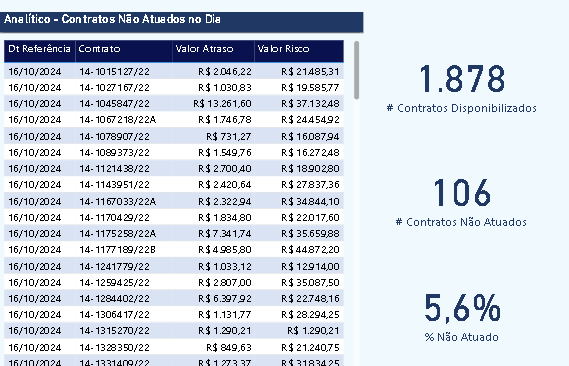 Analítico - Contratos Não Atuados no Dia
Dt Referência Contrato Valor Atraso Valor Risco
16/10/2024 14-1015127/22 R$ 2.046,22 R$ 21.485,31
16/10/2024 14-1027167/22 R$ 1.030,83 R$ 19.585,77
16/10/2024 14-1045847/22 R$ 13.261,60 R$ 37.132,48
16/10/2024 14-1067218/22A R$ 1.746,78 R$ 24.454,92
16/10/2024 14-1078907/22 R$ 731,27 R$ 16.087,94
16/10/2024 14-1089373/22 R$ 1.549,76 R$ 16.272,48
16/10/2024 14-1121438/22 R$ 2.700,40 R$ 18.902,80
16/10/2024 14-1143951/22 R$ 2.420,64 R$ 27.837,36
16/10/2024 14-1167033/22A R$ 2.322,94 R$ 34.844,10
16/10/2024 14-1170429/22 R$ 1.834,80 R$ 22.017,60
16/10/2024 14-1175258/22A R$ 7.341,74 R$ 35.659,88
16/10/2024 14-1177189/22B R$ 4.985,80 R$ 44.872,20
16/10/2024 14-1241779/22 R$ 1.033,12 R$ 12.914,00
16/10/2024 14-1259425/22 R$ 2.807,00 R$ 35.087,50
16/10/2024 14-1284402/22 R$ 6.397,92 R$ 22.748,16
16/10/2024 14-1306417/22 R$ 1.131,77 R$ 28.294,25
16/10/2024 14-1315270/22 R$ 1.290,21 R$ 1.290,21
16/10/2024 14-1328350/22 R$ 849,63 R$ 21.240,75
16/10/2024 14-1331409/22 R$ 1.273,37 R$ 31.834,25
1.878
# Contratos Disponibilizados
106
# Contratos Não Atuados
5,6%
% Não Atuado